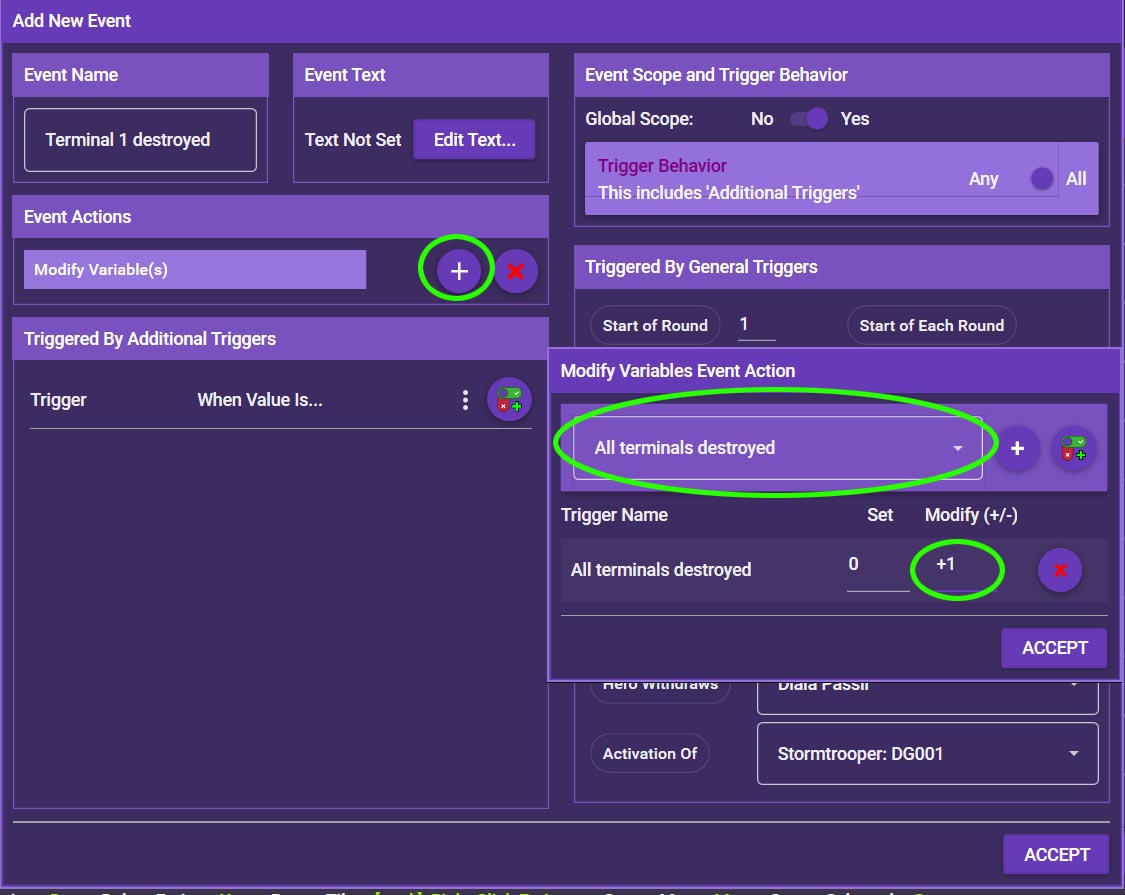 Add New Event
Event Name
Terminal 1 destroyed
Event Text
Text Not Set
Edit Text...
Event Scope and Trigger Behavior
Global Scope:
No
Yes
Trigger Behavior
This includes 'Additional Triggers'
Any
All
Event Actions
Modify Variable(s)
+
Triggered By General Triggers
Start of Round
1
Start of Each Round
Triggered By Additional Triggers
Trigger
When Value Is...
Modify Variables Event Action
All terminals destroyed
+
Trigger Name
Set
Modify (+/-)
All terminals destroyed
0
+1
ACCEPT
Hero Withdraws
Diala Passil
Activation Of
Stormtrooper: DG001
ACCEPT